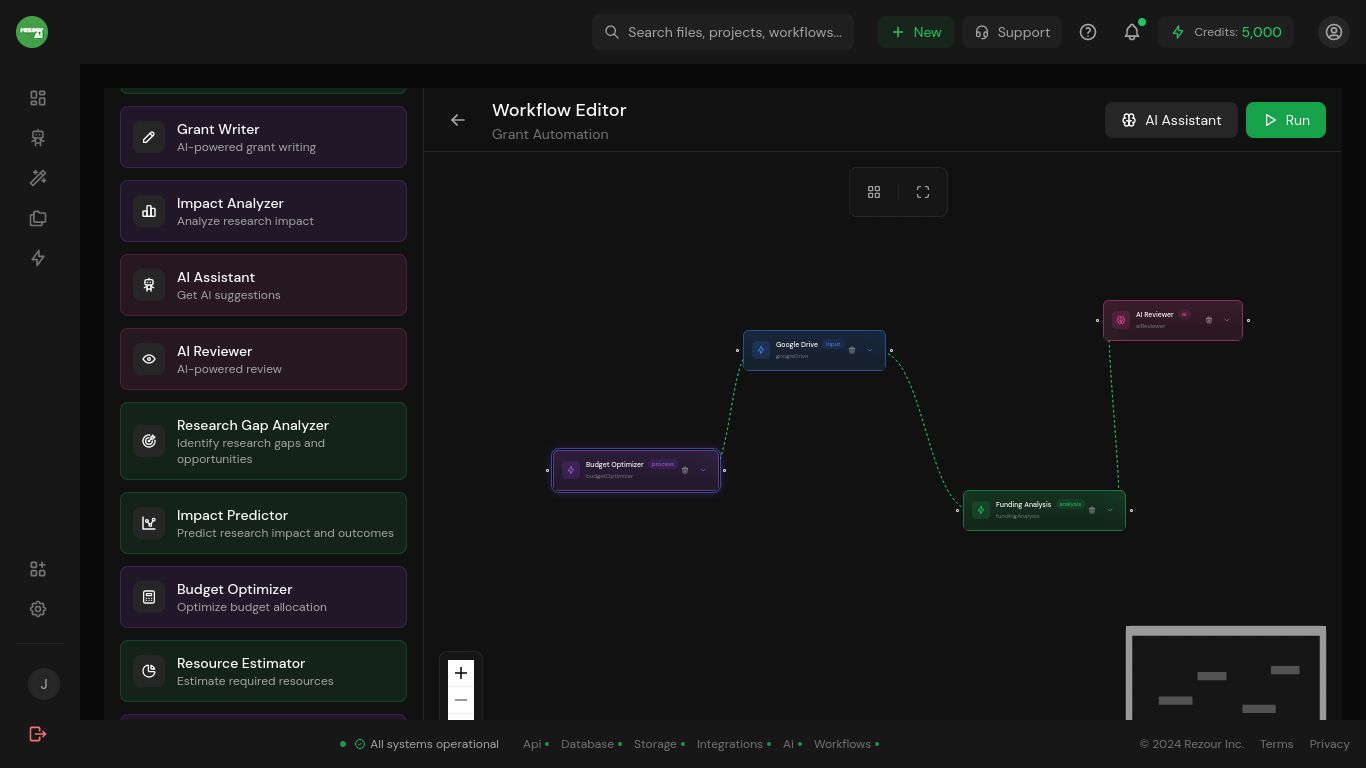 rezour
AI
Search files, projects, workflows...
New
Support
Credits: 5,000
Grant Writer
AI-powered grant writing
Impact Analyzer
Analyze research impact
AI Assistant
Get AI suggestions
AI Reviewer
AI-powered review
Research Gap Analyzer
Identify research gaps and
opportunities
Impact Predictor
Predict research impact and outcomes
Budget Optimizer
Optimize budget allocation
Resource Estimator
Estimate required resources
J
Workflow Editor
Grant Automation
AI Assistant
Run
AI Reviewer ai
aiReviewer
Google Drive input
googleDrive
Budget Optimizer process
budgetOptimizer
Funding Analysis analysis
fundingAnalysis
All systems operational
Api
Database
Storage
Integrations
Ai
Workflows
© 2024 Rezour Inc.
Terms
Privacy